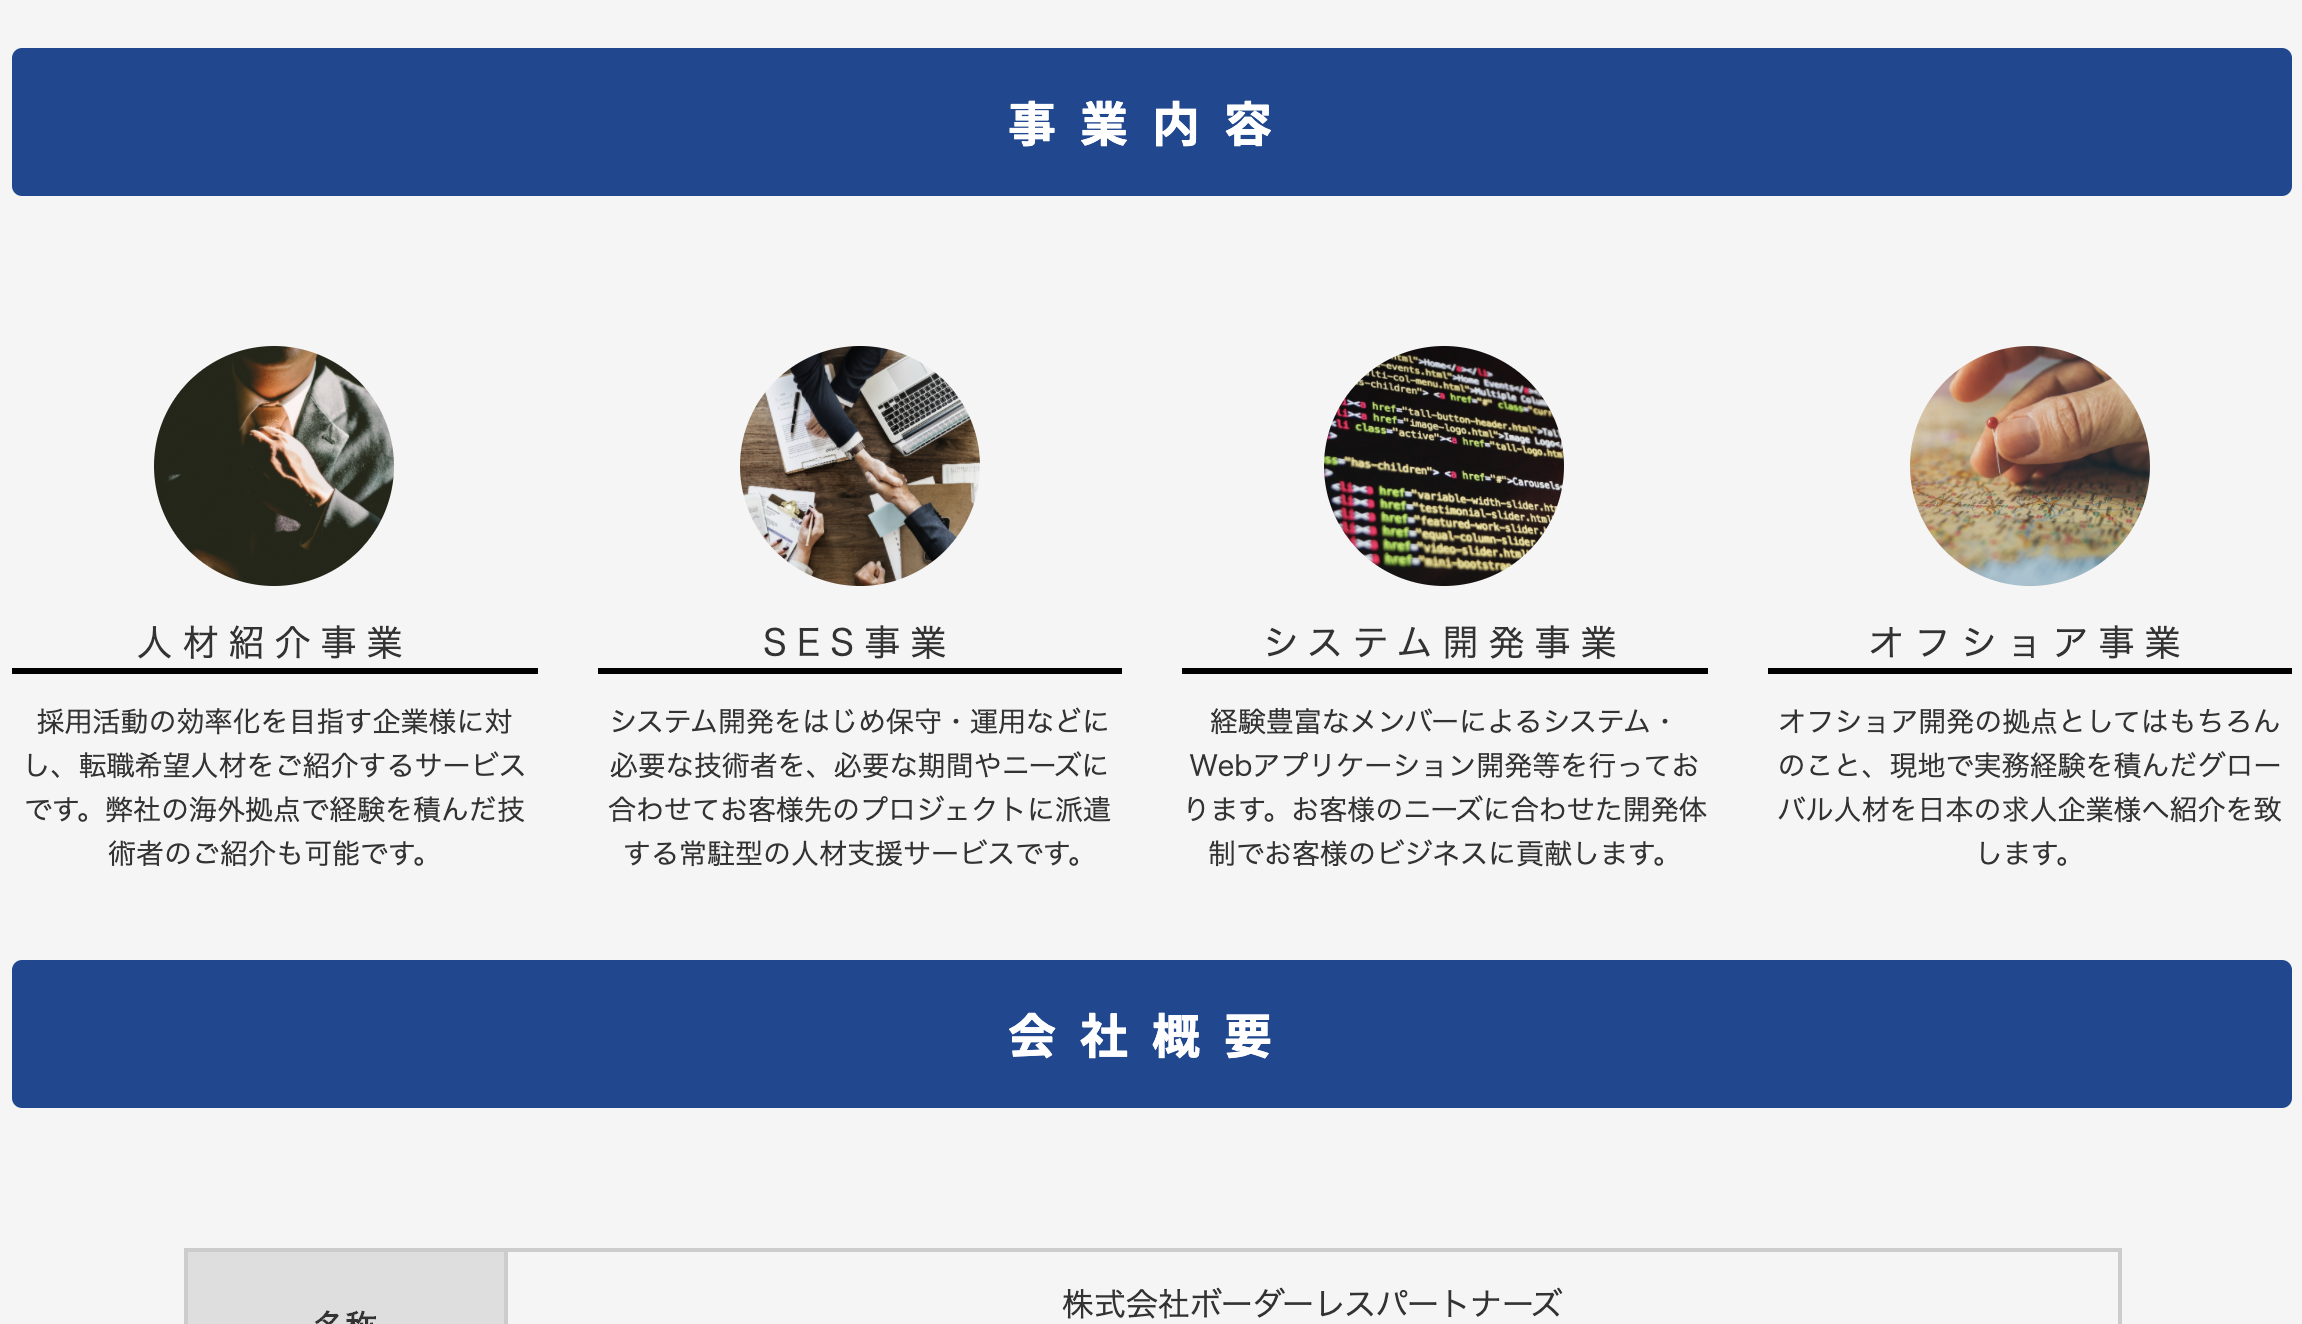 事業内容
人材紹介事業
採用活動の効率化を目指す企業様に対
し、転職希望人材をご紹介するサービス
です。弊社の海外拠点で経験を積んだ技
術者のご紹介も可能です。
SES事業
システム開発をはじめ保守・運用などに
必要な技術者を、必要な期間やニーズに
合わせてお客様先のプロジェクトに派遣
する常駐型の人材支援サービスです。
システム開発事業
経験豊富なメンバーによるシステム・
Webアプリケーション開発等を行ってお
ります。お客様のニーズに合わせた開発体
制でお客様のビジネスに貢献します。
オフショア事業
オフショア開発の拠点としてはもちろん
のこと、現地で実務経験を積んだグロー
バル人材を日本の求人企業様へ紹介を致
します。
会社概要
名称
株式会社ボーダーレスパートナーズ